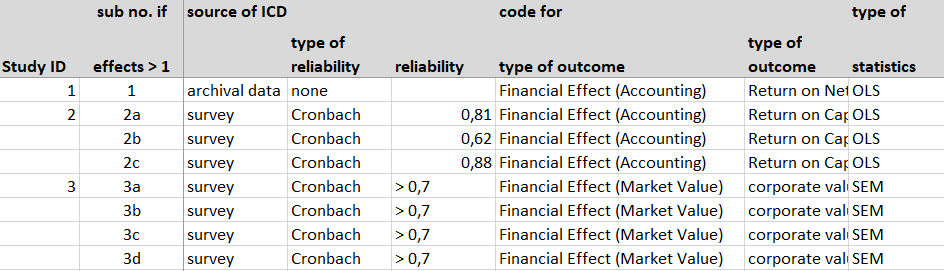 sub no. if source of ICD code for type of
type of type of
Study ID effects > 1 reliability reliability type of outcome outcome statistics
1 1 archival data none Financial Effect (Accounting) Return on Net OLS
2 2a survey Cronbach 0,81 Financial Effect (Accounting) Return on Cap OLS
2b survey Cronbach 0,62 Financial Effect (Accounting) Return on Cap OLS
2c survey Cronbach 0,88 Financial Effect (Accounting) Return on Cap OLS
3 3a survey Cronbach > 0,7 Financial Effect (Market Value) corporate val SEM
3b survey Cronbach > 0,7 Financial Effect (Market Value) corporate val SEM
3c survey Cronbach > 0,7 Financial Effect (Market Value) corporate val SEM
3d survey Cronbach > 0,7 Financial Effect (Market Value) corporate val SEM